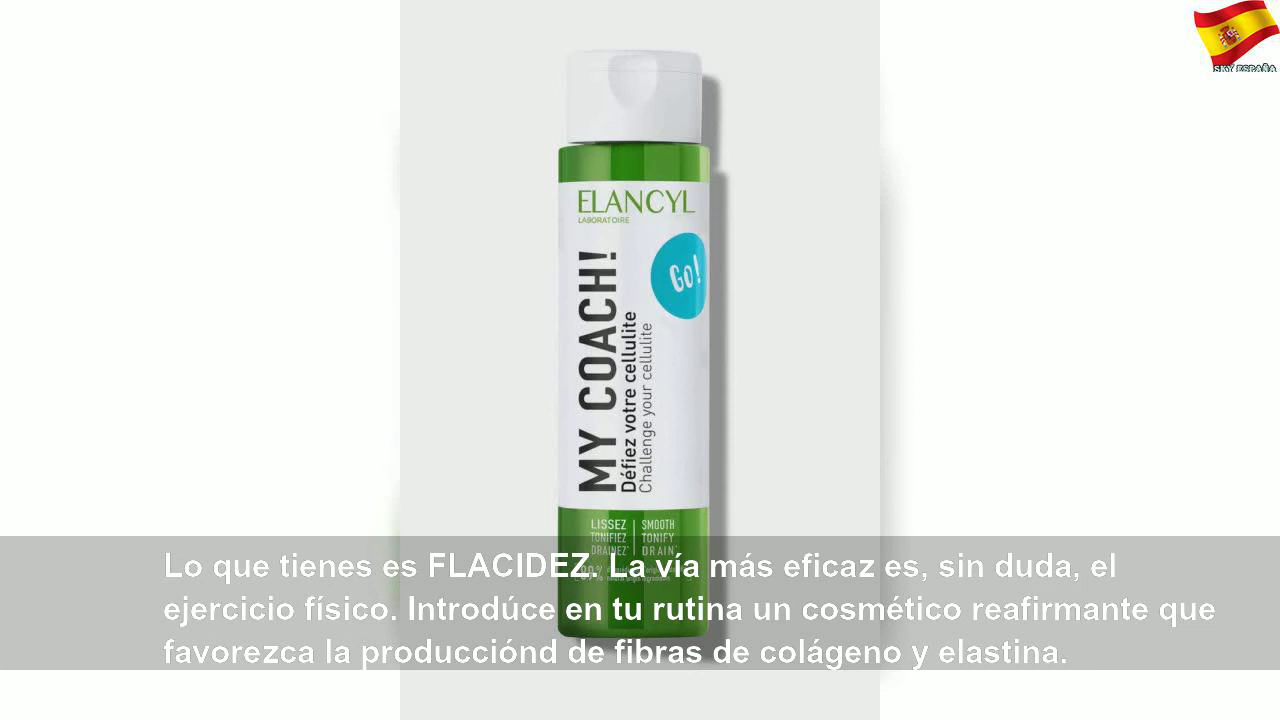 SKY ESPAÑA
ELANCYL
LABORATOIRE
Go!
MY COACH!
Défiez votre cellulite
Challenge your cellulite
LISSEZ
TONIFIEZ
DRAINEZ*
SMOOTH
TONIFY
DRAIN*
Lo que tienes es FLACIDEZ. La vía más eficaz es, sin duda, el
ejercicio físico. Introdúce en tu rutina un cosmético reafirmante que
favorezca la producciónd de fibras de colágeno y elastina.